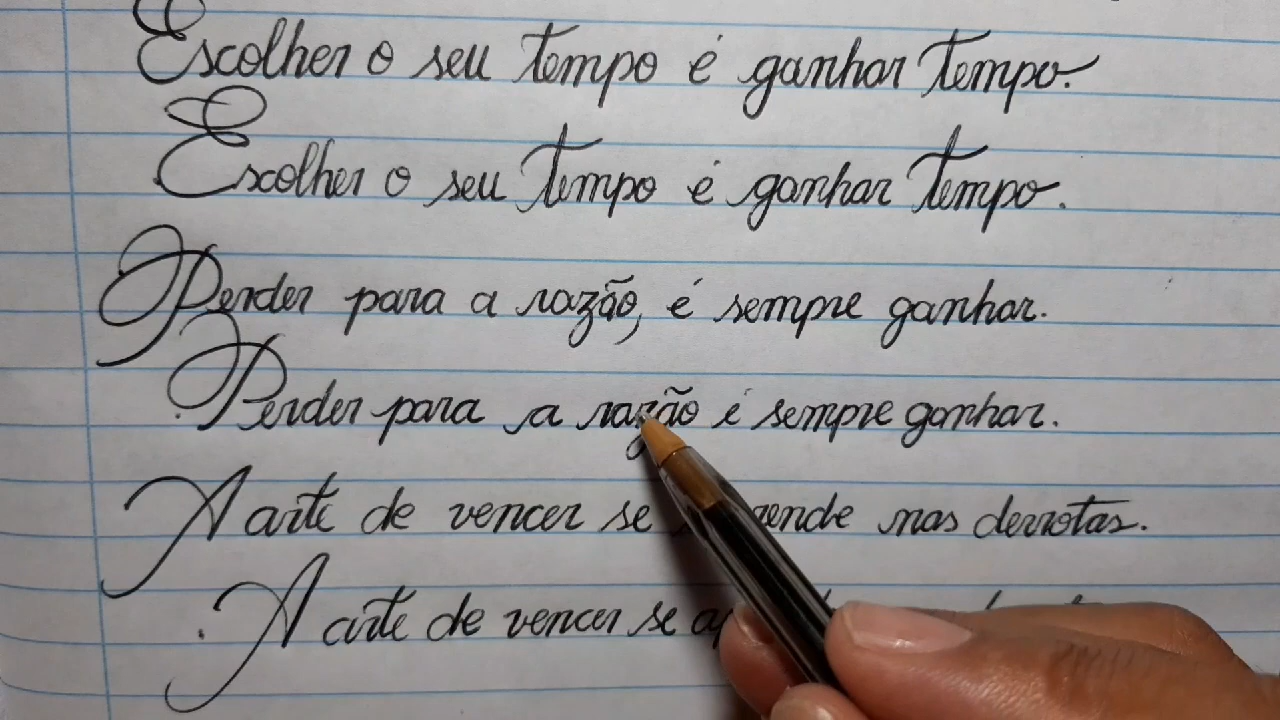 Escolher o seu tempo é ganhar tempo.
Escolher o seu tempo é ganhar tempo.
Perder para a razão, é sempre ganhar.
Perder para a razão é sempre ganhar.
A arte de vencer se nas derrotas.
A arte de vencer se